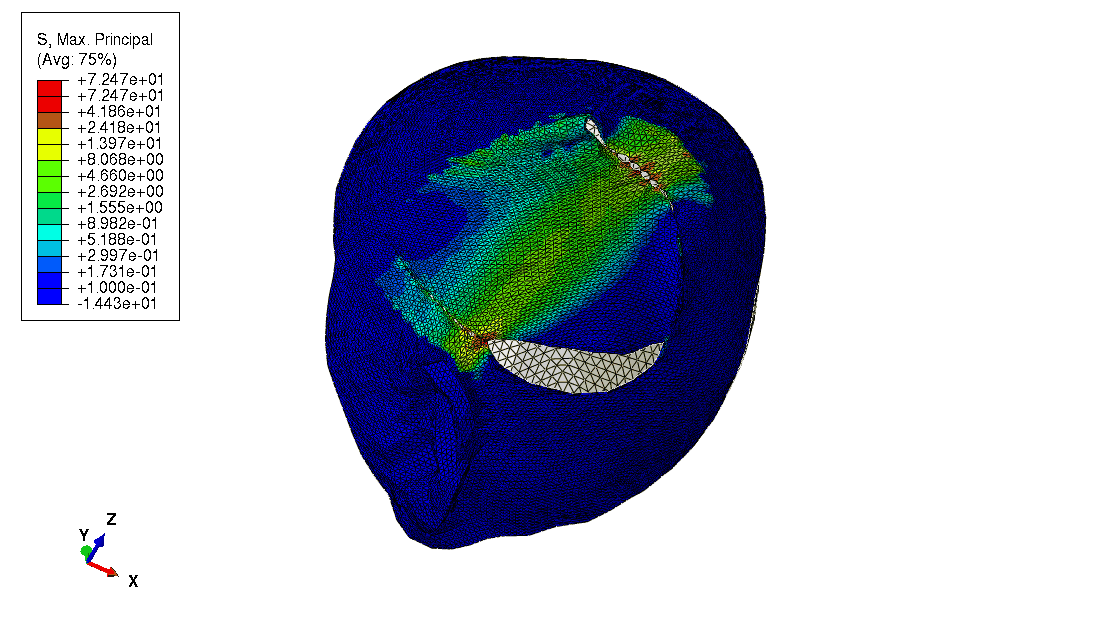 S, Max. Principal
(Avg: 75%)
+7.247e+01
+7.247e+01
+4.186e+01
+2.418e+01
+1.397e+01
+8.068e+00
+4.660e+00
+2.692e+00
+1.555e+00
+8.982e-01
+5.188e-01
+2.997e-01
+1.731e-01
+1.000e-01
-1.443e+01
Z
Y
X